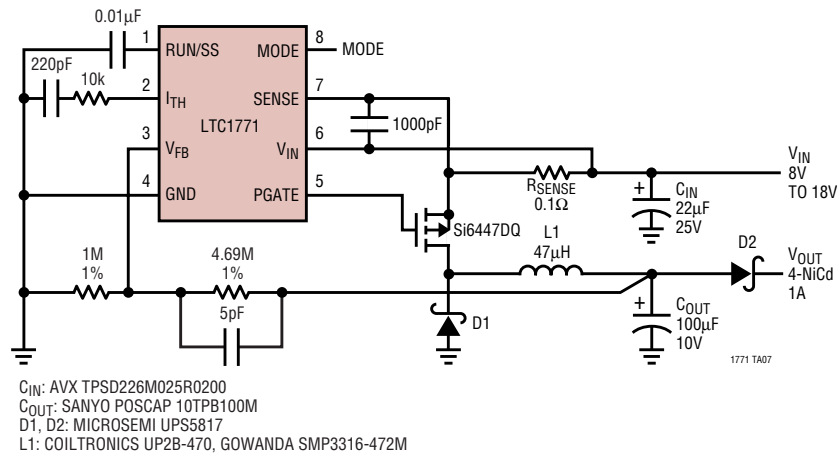 0.01µF
1
RUN/SS
MODE
8
MODE
220pF
10k
2
ITH
SENSE
7
LTC1771
1000pF
3
VFB
VIN
6
4
GND
PGATE
5
RSENSE
0.1Ω
+
CIN
22µF
25V
VIN
8V
TO 18V
Si6447DQ
L1
47µH
D2
VOUT
4-NiCd
1A
1M
1%
4.69M
1%
5pF
D1
+
COUT
100µF
10V
1771 TA07
CIN: AVX TPSD226M025R0200
COUT: SANYO POSCAP 10TPB100M
D1, D2: MICROSEMI UPS5817
L1: COILTRONICS UP2B-470, GOWANDA SMP3316-472M